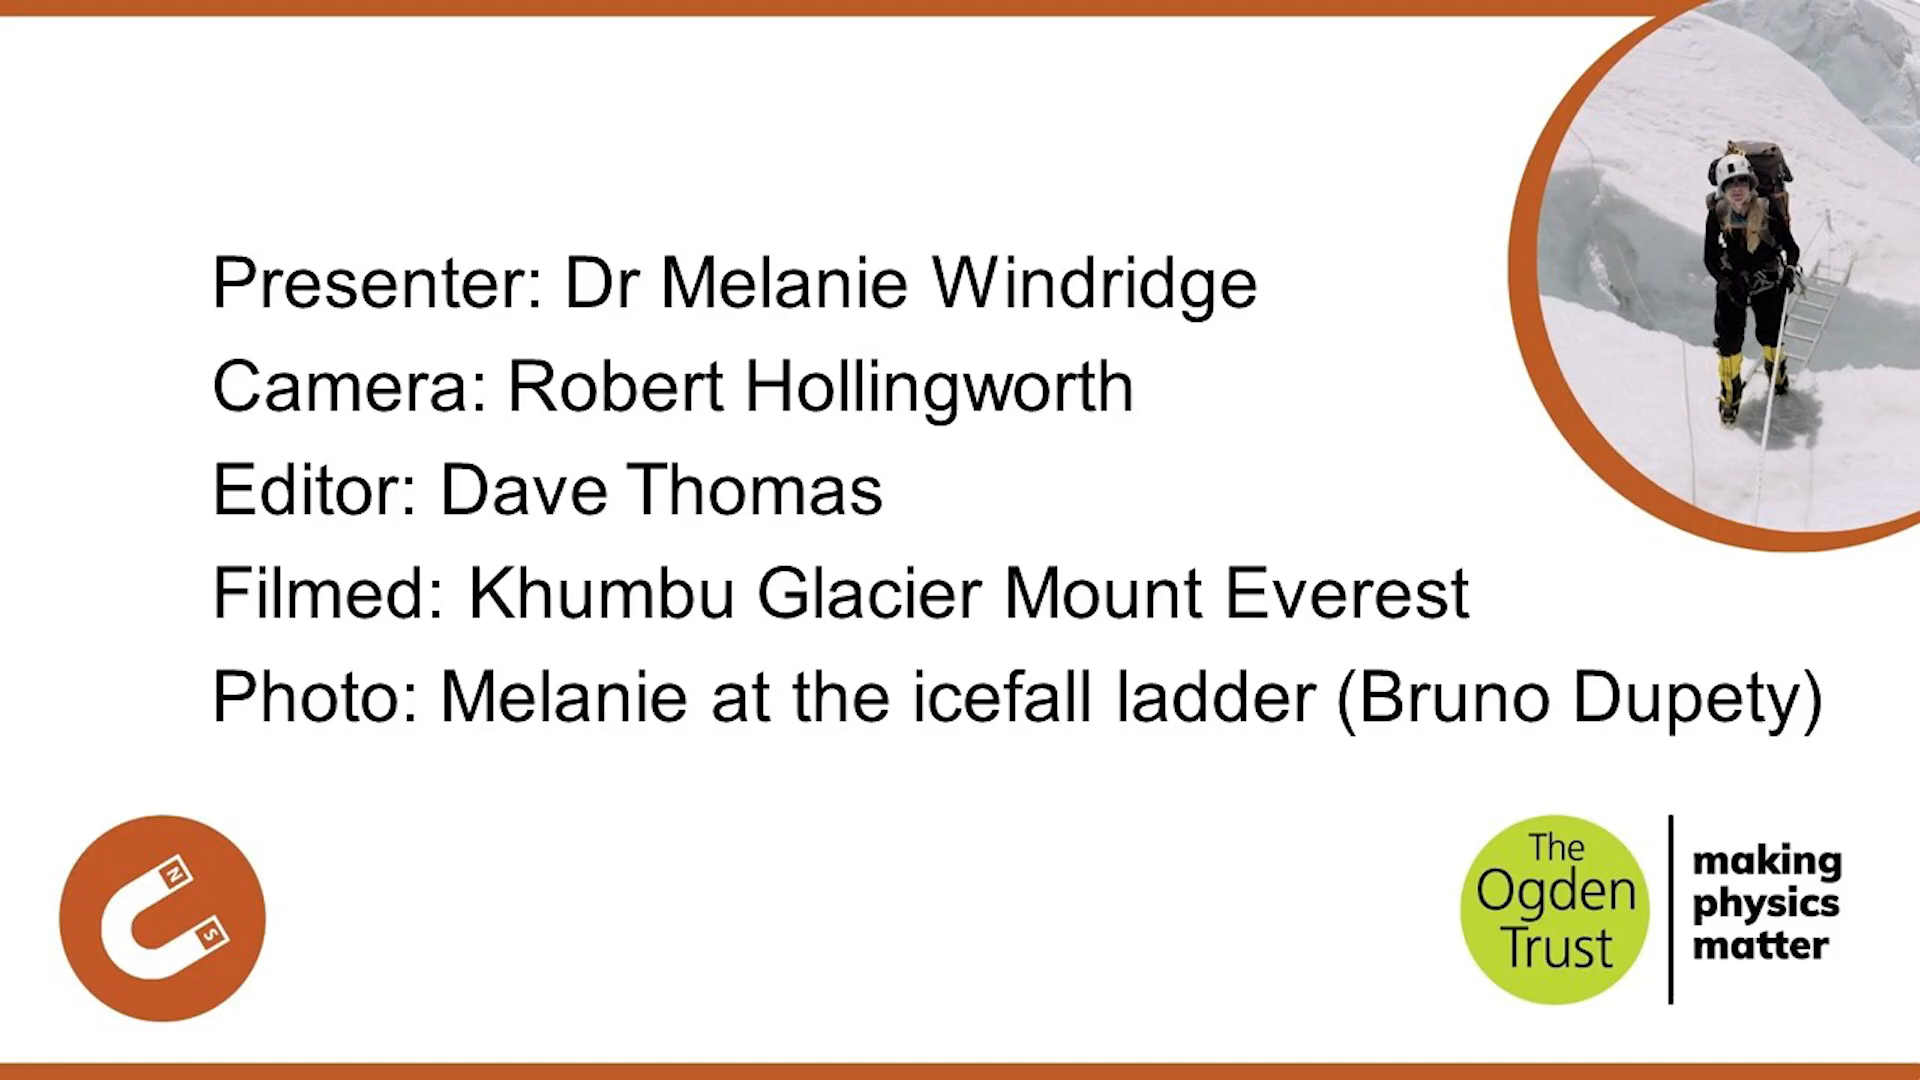 Presenter: Dr Melanie Windridge
Camera: Robert Hollingworth
Editor: Dave Thomas
Filmed: Khumbu Glacier Mount Everest
Photo: Melanie at the icefall ladder (Bruno Dupety)
N
S
The
Ogden
Trust
making
physics
matter